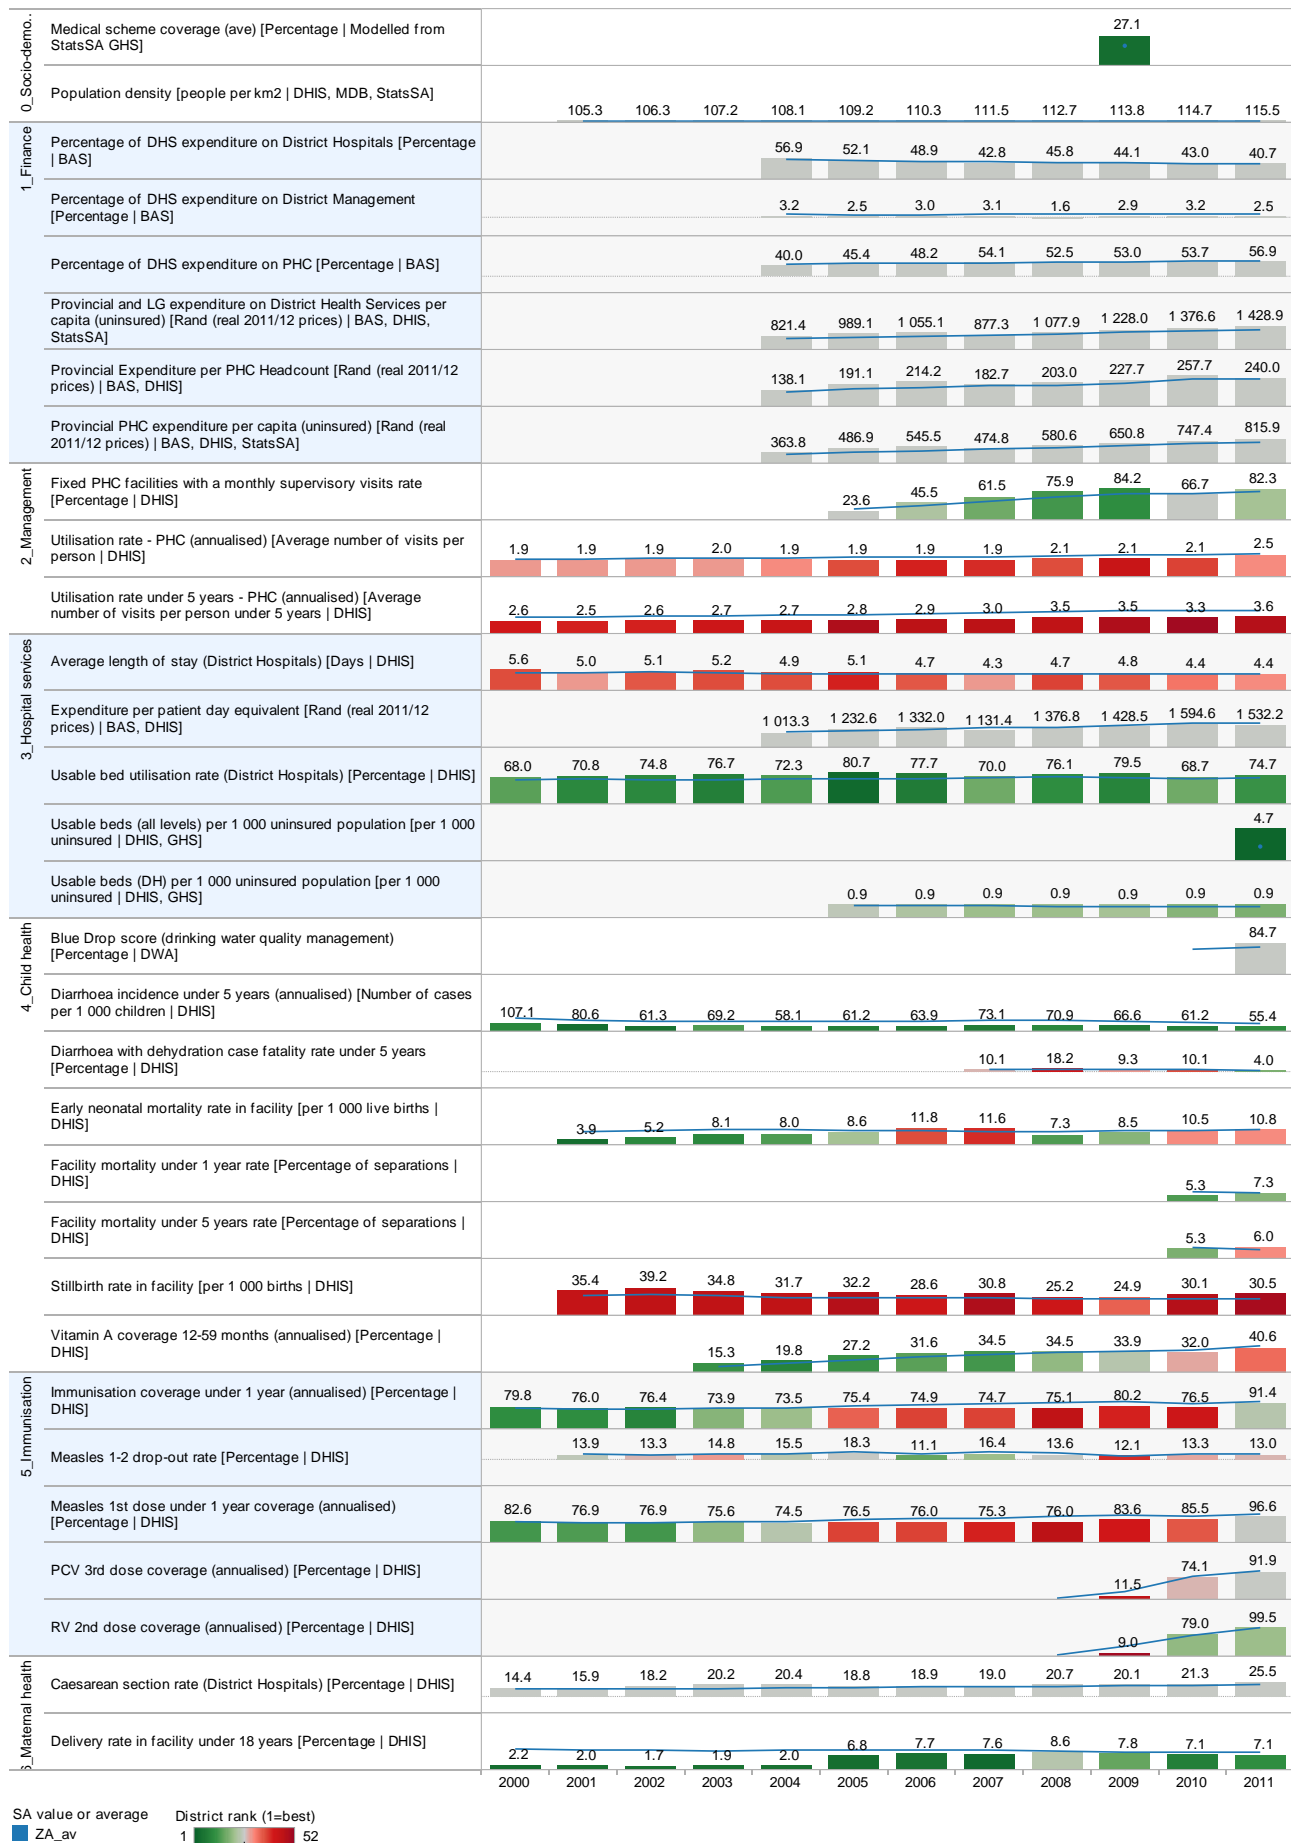 0_Socio-demo..
Medical scheme coverage (ave) [Percentage | Modelled from
StatsSA GHS]
27.1
Population density [people per km2 | DHIS, MDB, StatsSA]
105.3 106.3 107.2 108.1 109.2 110.3 111.5 112.7 113.8 114.7 115.5
1_Finance
Percentage of DHS expenditure on District Hospitals [Percentage
| BAS]
56.9 52.1 48.9 42.8 45.8 44.1 43.0 40.7
Percentage of DHS expenditure on District Management
[Percentage | BAS]
3.2 2.5 3.0 3.1 1.6 2.9 3.2 2.5
Percentage of DHS expenditure on PHC [Percentage | BAS]
40.0 45.4 48.2 54.1 52.5 53.0 53.7 56.9
Provincial and LG expenditure on District Health Services per
capita (uninsured) [Rand (real 2011/12 prices) | BAS, DHIS,
StatsSA]
821.4 989.1 1 055.1 877.3 1 077.9 1 228.0 1 376.6 1 428.9
Provincial Expenditure per PHC Headcount [Rand (real 2011/12
prices) | BAS, DHIS]
138.1 191.1 214.2 182.7 203.0 227.7 257.7 240.0
Provincial PHC expenditure per capita (uninsured) [Rand (real
2011/12 prices) | BAS, DHIS, StatsSA]
363.8 486.9 545.5 474.8 580.6 650.8 747.4 815.9
2_Management
Fixed PHC facilities with a monthly supervisory visits rate
[Percentage | DHIS]
23.6 45.5 61.5 75.9 84.2 66.7 82.3
Utilisation rate - PHC (annualised) [Average number of visits per
person | DHIS]
1.9 1.9 1.9 2.0 1.9 1.9 1.9 1.9 2.1 2.1 2.1 2.5
Utilisation rate under 5 years - PHC (annualised) [Average
number of visits per person under 5 years | DHIS]
2.6 2.5 2.6 2.7 2.7 2.8 2.9 3.0 3.5 3.5 3.3 3.6
3_Hospital services
Average length of stay (District Hospitals) [Days | DHIS]
5.6 5.0 5.1 5.2 4.9 5.1 4.7 4.3 4.7 4.8 4.4 4.4
Expenditure per patient day equivalent [Rand (real 2011/12
prices) | BAS, DHIS]
1 013.3 1 232.6 1 332.0 1 131.4 1 376.8 1 428.5 1 594.6 1 532.2
Usable bed utilisation rate (District Hospitals) [Percentage | DHIS]
68.0 70.8 74.8 76.7 72.3 80.7 77.7 70.0 76.1 79.5 68.7 74.7
Usable beds (all levels) per 1 000 uninsured population [per 1 000
uninsured | DHIS, GHS]
4.7
Usable beds (DH) per 1 000 uninsured population [per 1 000
uninsured | DHIS, GHS]
0.9 0.9 0.9 0.9 0.9 0.9 0.9
4_Child health
Blue Drop score (drinking water quality management)
[Percentage | DWA]
84.7
Diarrhoea incidence under 5 years (annualised) [Number of cases
per 1 000 children | DHIS]
107.1 80.6 61.3 69.2 58.1 61.2 63.9 73.1 70.9 66.6 61.2 55.4
Diarrhoea with dehydration case fatality rate under 5 years
[Percentage | DHIS]
10.1 18.2 9.3 10.1 4.0
Early neonatal mortality rate in facility [per 1 000 live births |
DHIS]
3.9 5.2 8.1 8.0 8.6 11.8 11.6 7.3 8.5 10.5 10.8
Facility mortality under 1 year rate [Percentage of separations |
DHIS]
5.3 7.3
Facility mortality under 5 years rate [Percentage of separations |
DHIS]
5.3 6.0
Stillbirth rate in facility [per 1 000 births | DHIS]
35.4 39.2 34.8 31.7 32.2 28.6 30.8 25.2 24.9 30.1 30.5
Vitamin A coverage 12-59 months (annualised) [Percentage |
DHIS]
15.3 19.8 27.2 31.6 34.5 34.5 33.9 32.0 40.6
5_Immunisation
Immunisation coverage under 1 year (annualised) [Percentage |
DHIS]
79.8 76.0 76.4 73.9 73.5 75.4 74.9 74.7 75.1 80.2 76.5 91.4
Measles 1-2 drop-out rate [Percentage | DHIS]
13.9 13.3 14.8 15.5 18.3 11.1 16.4 13.6 12.1 13.3 13.0
Measles 1st dose under 1 year coverage (annualised)
[Percentage | DHIS]
82.6 76.9 76.9 75.6 74.5 76.5 76.0 75.3 76.0 83.6 85.5 96.6
PCV 3rd dose coverage (annualised) [Percentage | DHIS]
11.5 74.1 91.9
RV 2nd dose coverage (annualised) [Percentage | DHIS]
9.0 79.0 99.5
6_Maternal health
Caesarean section rate (District Hospitals) [Percentage | DHIS]
14.4 15.9 18.2 20.2 20.4 18.8 18.9 19.0 20.7 20.1 21.3 25.5
Delivery rate in facility under 18 years [Percentage | DHIS]
2.2 2.0 1.7 1.9 2.0 6.8 7.7 7.6 8.6 7.8 7.1 7.1
2000 2001 2002 2003 2004 2005 2006 2007 2008 2009 2010 2011
SA value or average
ZA_av
District rank (1=best)
1 52